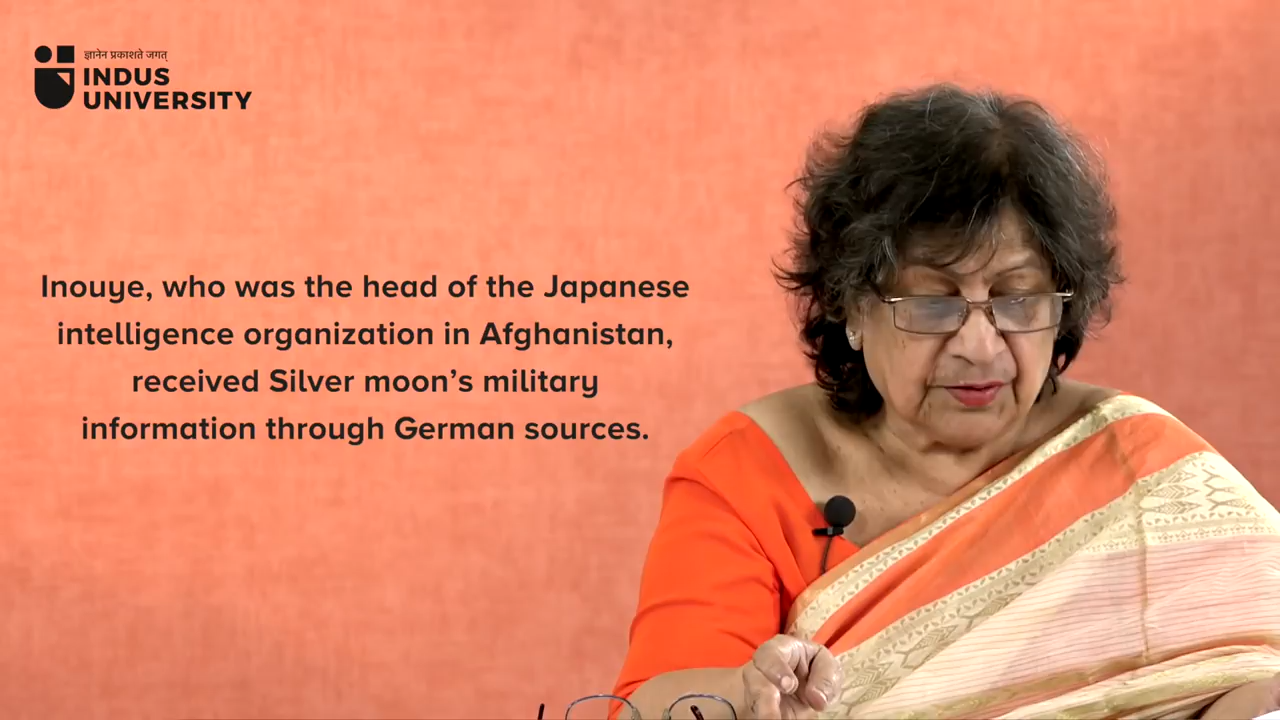 ज्ञानेन प्रकाशते जगत्
INDUS
UNIVERSITY
Inouye, who was the head of the Japanese
intelligence organization in Afghanistan,
received Silver moon's military
information through German sources.